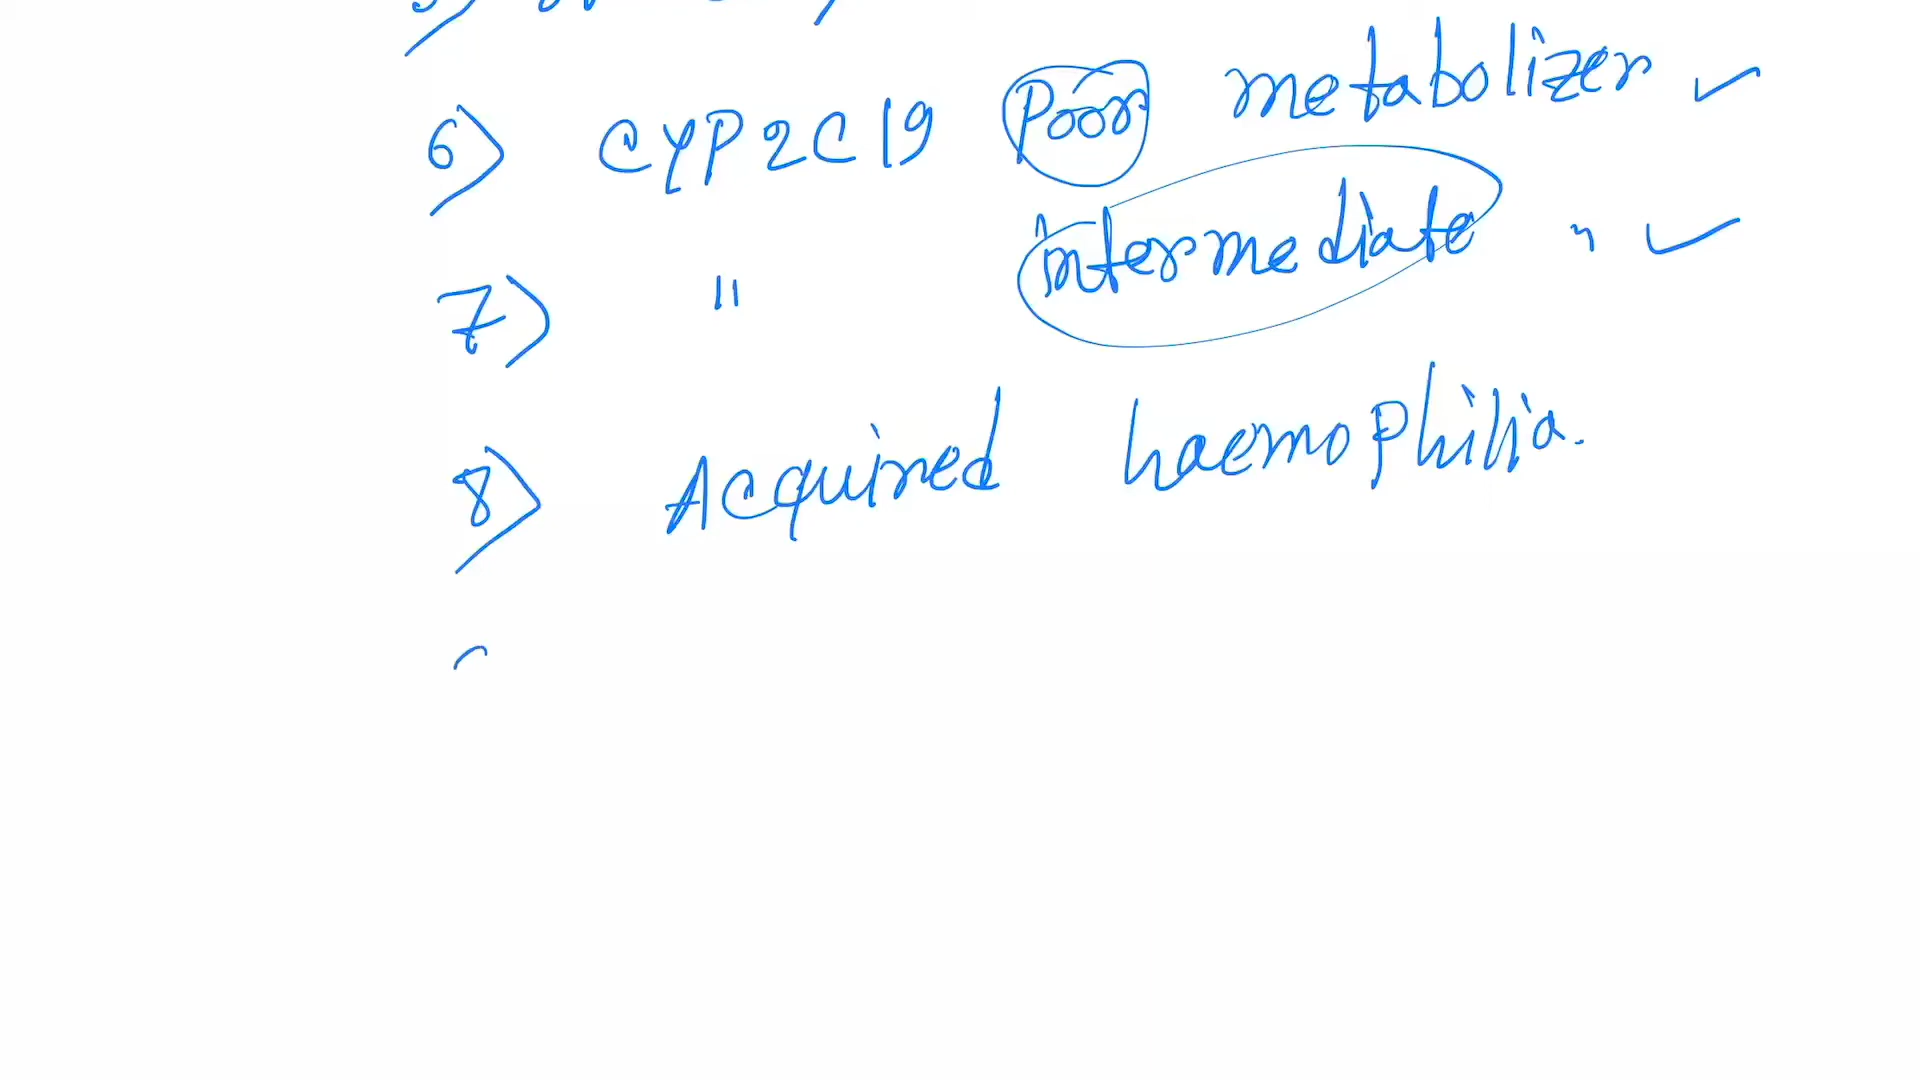 6) CYP2C19 Poor metabolizer ✓
7) " intermediate " ✓
8) Acquired haemophilia.